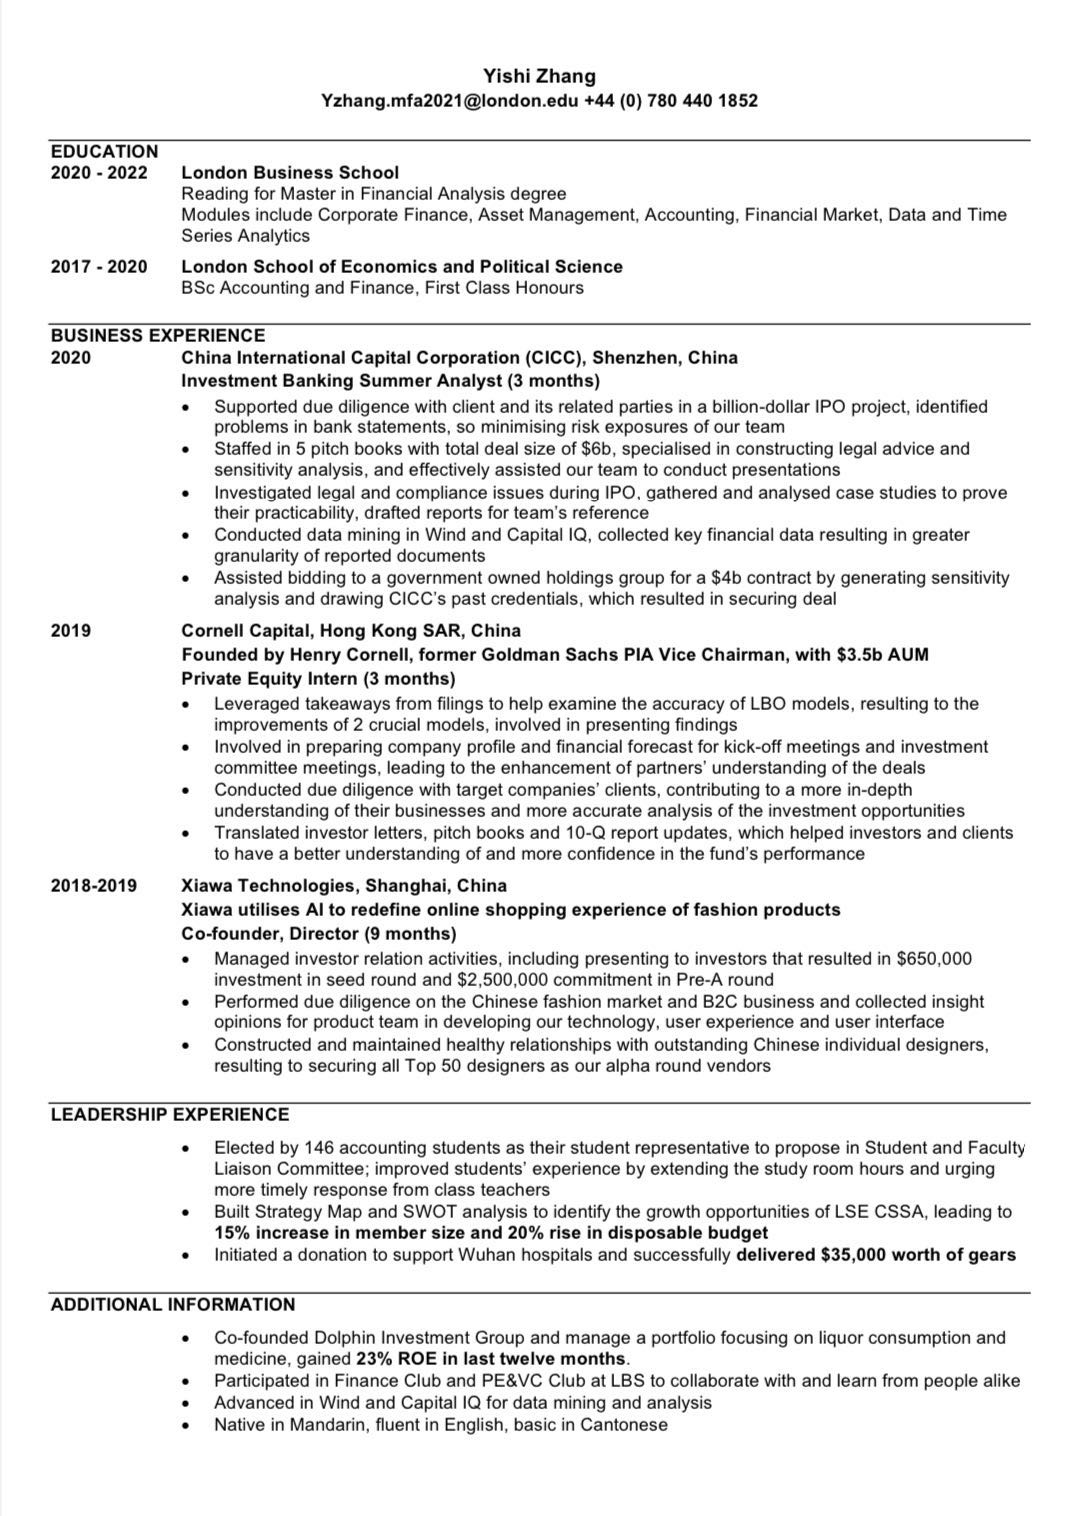 Yishi Zhang
Yzhang.mfa2021@london.edu +44 (0) 780 440 1852
EDUCATION
2020 - 2022 London Business School
Reading for Master in Financial Analysis degree
Modules include Corporate Finance, Asset Management, Accounting, Financial Market, Data and Time
Series Analytics
2017 - 2020 London School of Economics and Political Science
BSc Accounting and Finance, First Class Honours
BUSINESS EXPERIENCE
2020 China International Capital Corporation (CICC), Shenzhen, China
Investment Banking Summer Analyst (3 months)
• Supported due diligence with client and its related parties in a billion-dollar IPO project, identified
problems in bank statements, so minimising risk exposures of our team
• Staffed in 5 pitch books with total deal size of $6b, specialised in constructing legal advice and
sensitivity analysis, and effectively assisted our team to conduct presentations
• Investigated legal and compliance issues during IPO, gathered and analysed case studies to prove
their practicability, drafted reports for team's reference
• Conducted data mining in Wind and Capital IQ, collected key financial data resulting in greater
granularity of reported documents
• Assisted bidding to a government owned holdings group for a $4b contract by generating sensitivity
analysis and drawing CICC's past credentials, which resulted in securing deal
2019 Cornell Capital, Hong Kong SAR, China
Founded by Henry Cornell, former Goldman Sachs PIA Vice Chairman, with $3.5b AUM
Private Equity Intern (3 months)
• Leveraged takeaways from filings to help examine the accuracy of LBO models, resulting to the
improvements of 2 crucial models, involved in presenting findings
• Involved in preparing company profile and financial forecast for kick-off meetings and investment
committee meetings, leading to the enhancement of partners' understanding of the deals
• Conducted due diligence with target companies' clients, contributing to a more in-depth
understanding of their businesses and more accurate analysis of the investment opportunities
• Translated investor letters, pitch books and 10-Q report updates, which helped investors and clients
to have a better understanding of and more confidence in the fund's performance
2018-2019 Xiawa Technologies, Shanghai, China
Xiawa utilises AI to redefine online shopping experience of fashion products
Co-founder, Director (9 months)
• Managed investor relation activities, including presenting to investors that resulted in $650,000
investment in seed round and $2,500,000 commitment in Pre-A round
• Performed due diligence on the Chinese fashion market and B2C business and collected insight
opinions for product team in developing our technology, user experience and user interface
• Constructed and maintained healthy relationships with outstanding Chinese individual designers,
resulting to securing all Top 50 designers as our alpha round vendors
LEADERSHIP EXPERIENCE
• Elected by 146 accounting students as their student representative to propose in Student and Faculty
Liaison Committee; improved students' experience by extending the study room hours and urging
more timely response from class teachers
• Built Strategy Map and SWOT analysis to identify the growth opportunities of LSE CSSA, leading to
15% increase in member size and 20% rise in disposable budget
• Initiated a donation to support Wuhan hospitals and successfully delivered $35,000 worth of gears
ADDITIONAL INFORMATION
• Co-founded Dolphin Investment Group and manage a portfolio focusing on liquor consumption and
medicine, gained 23% ROE in last twelve months.
• Participated in Finance Club and PE&VC Club at LBS to collaborate with and learn from people alike
• Advanced in Wind and Capital IQ for data mining and analysis
• Native in Mandarin, fluent in English, basic in Cantonese